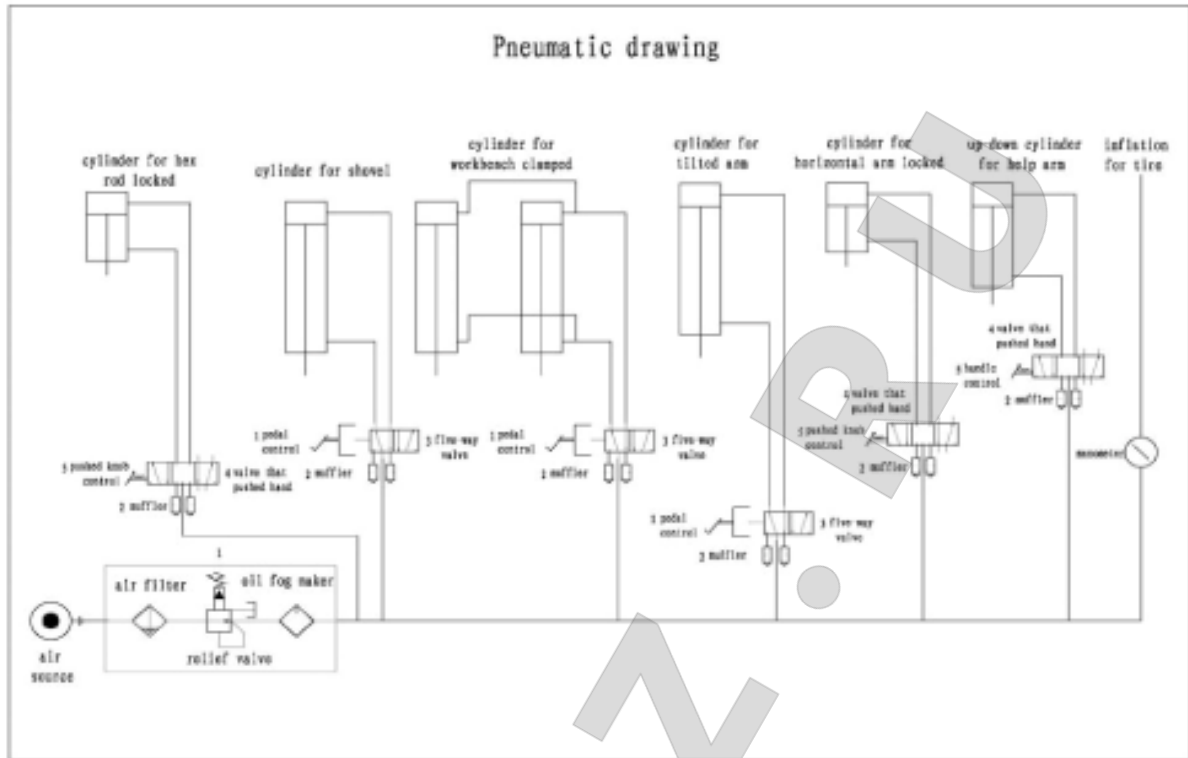 Pneumatic drawing
cylinder for hex
rod locked
cylinder for shovel
cylinder for
workbench clamped
cylinder for
tilted arm
cylinder for
horizontal arm locked
up-down cylinder
for help arm
inflation
for tire
4 valve that
pushed hand
5 handle
control
2 muffler
4 valve that
pushed hand
5 pushed knob
control
2 muffler
manometer
1 pedal
control
3 five-way
valve
2 muffler
1 pedal
control
3 five-way
valve
2 muffler
5 pushed knob
control
4 valve that
pushed hand
2 muffler
1 pedal
control
3 five way
valve
2 muffler
1
air filter
oil fog maker
relief valve
air
source
Z.RU